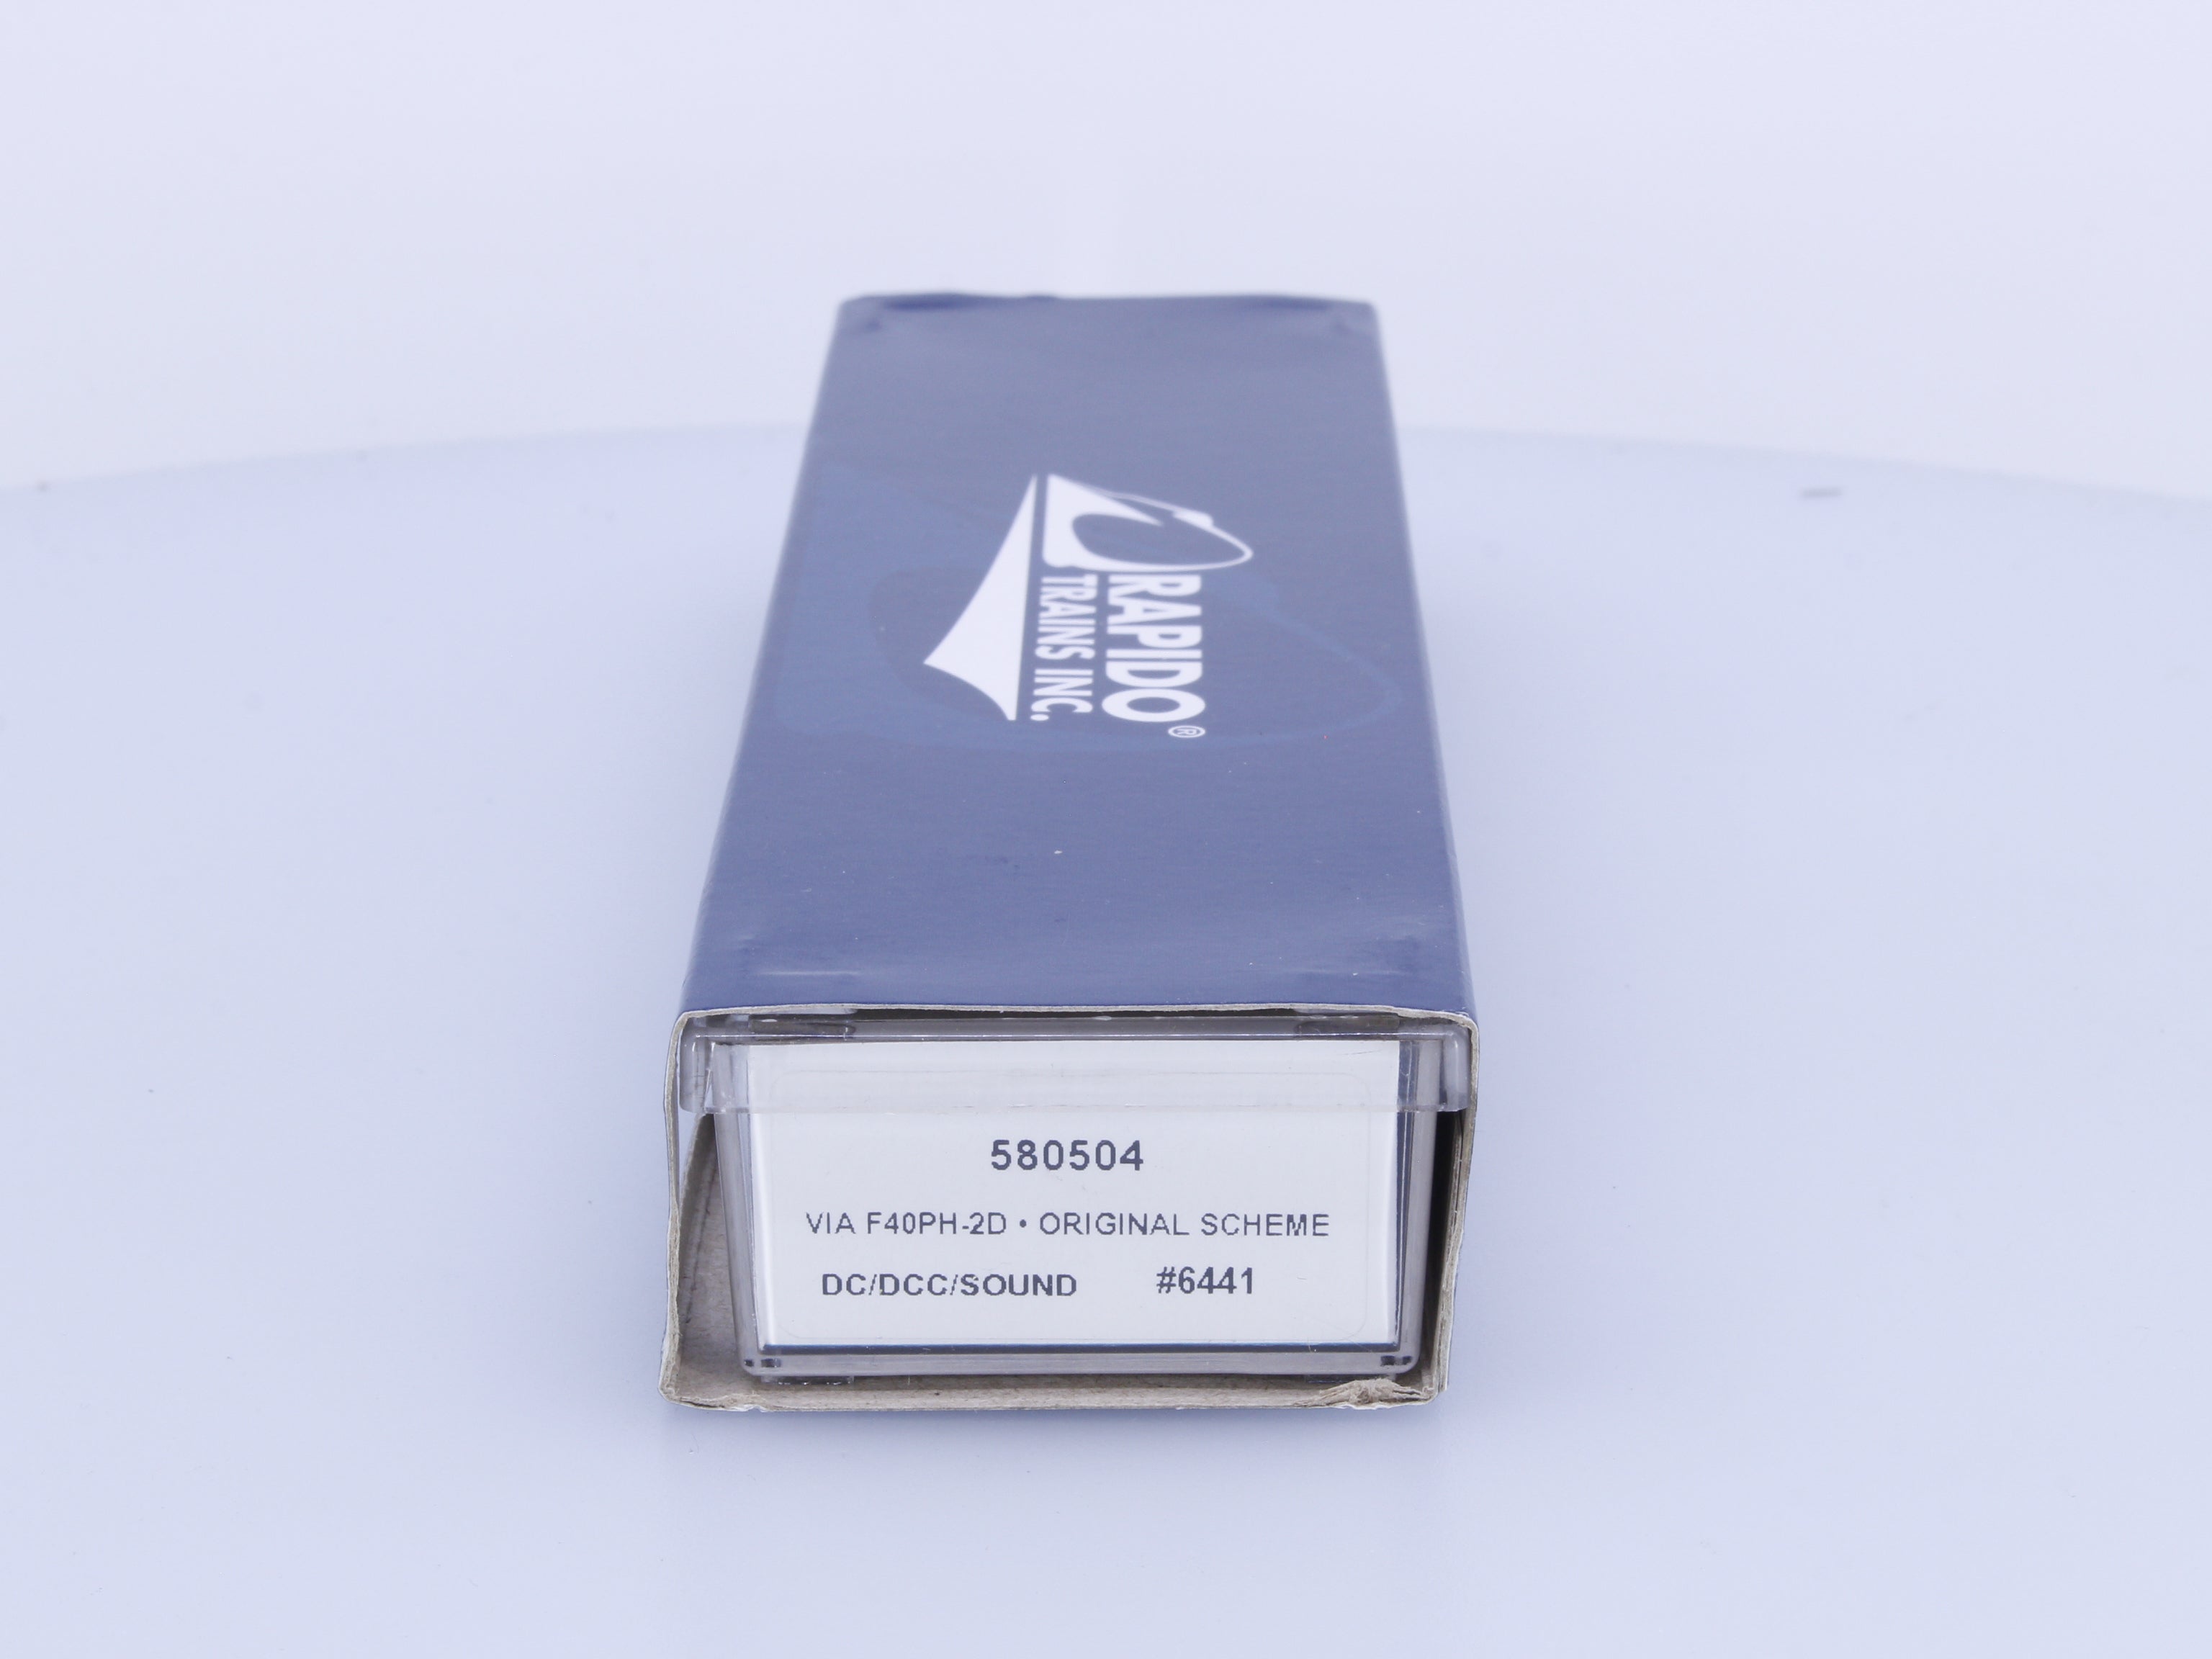 RAPIDO®
TRAINS INC.
580504
VIA F40PH-2D • ORIGINAL SCHEME
DC/DCC/SOUND #6441